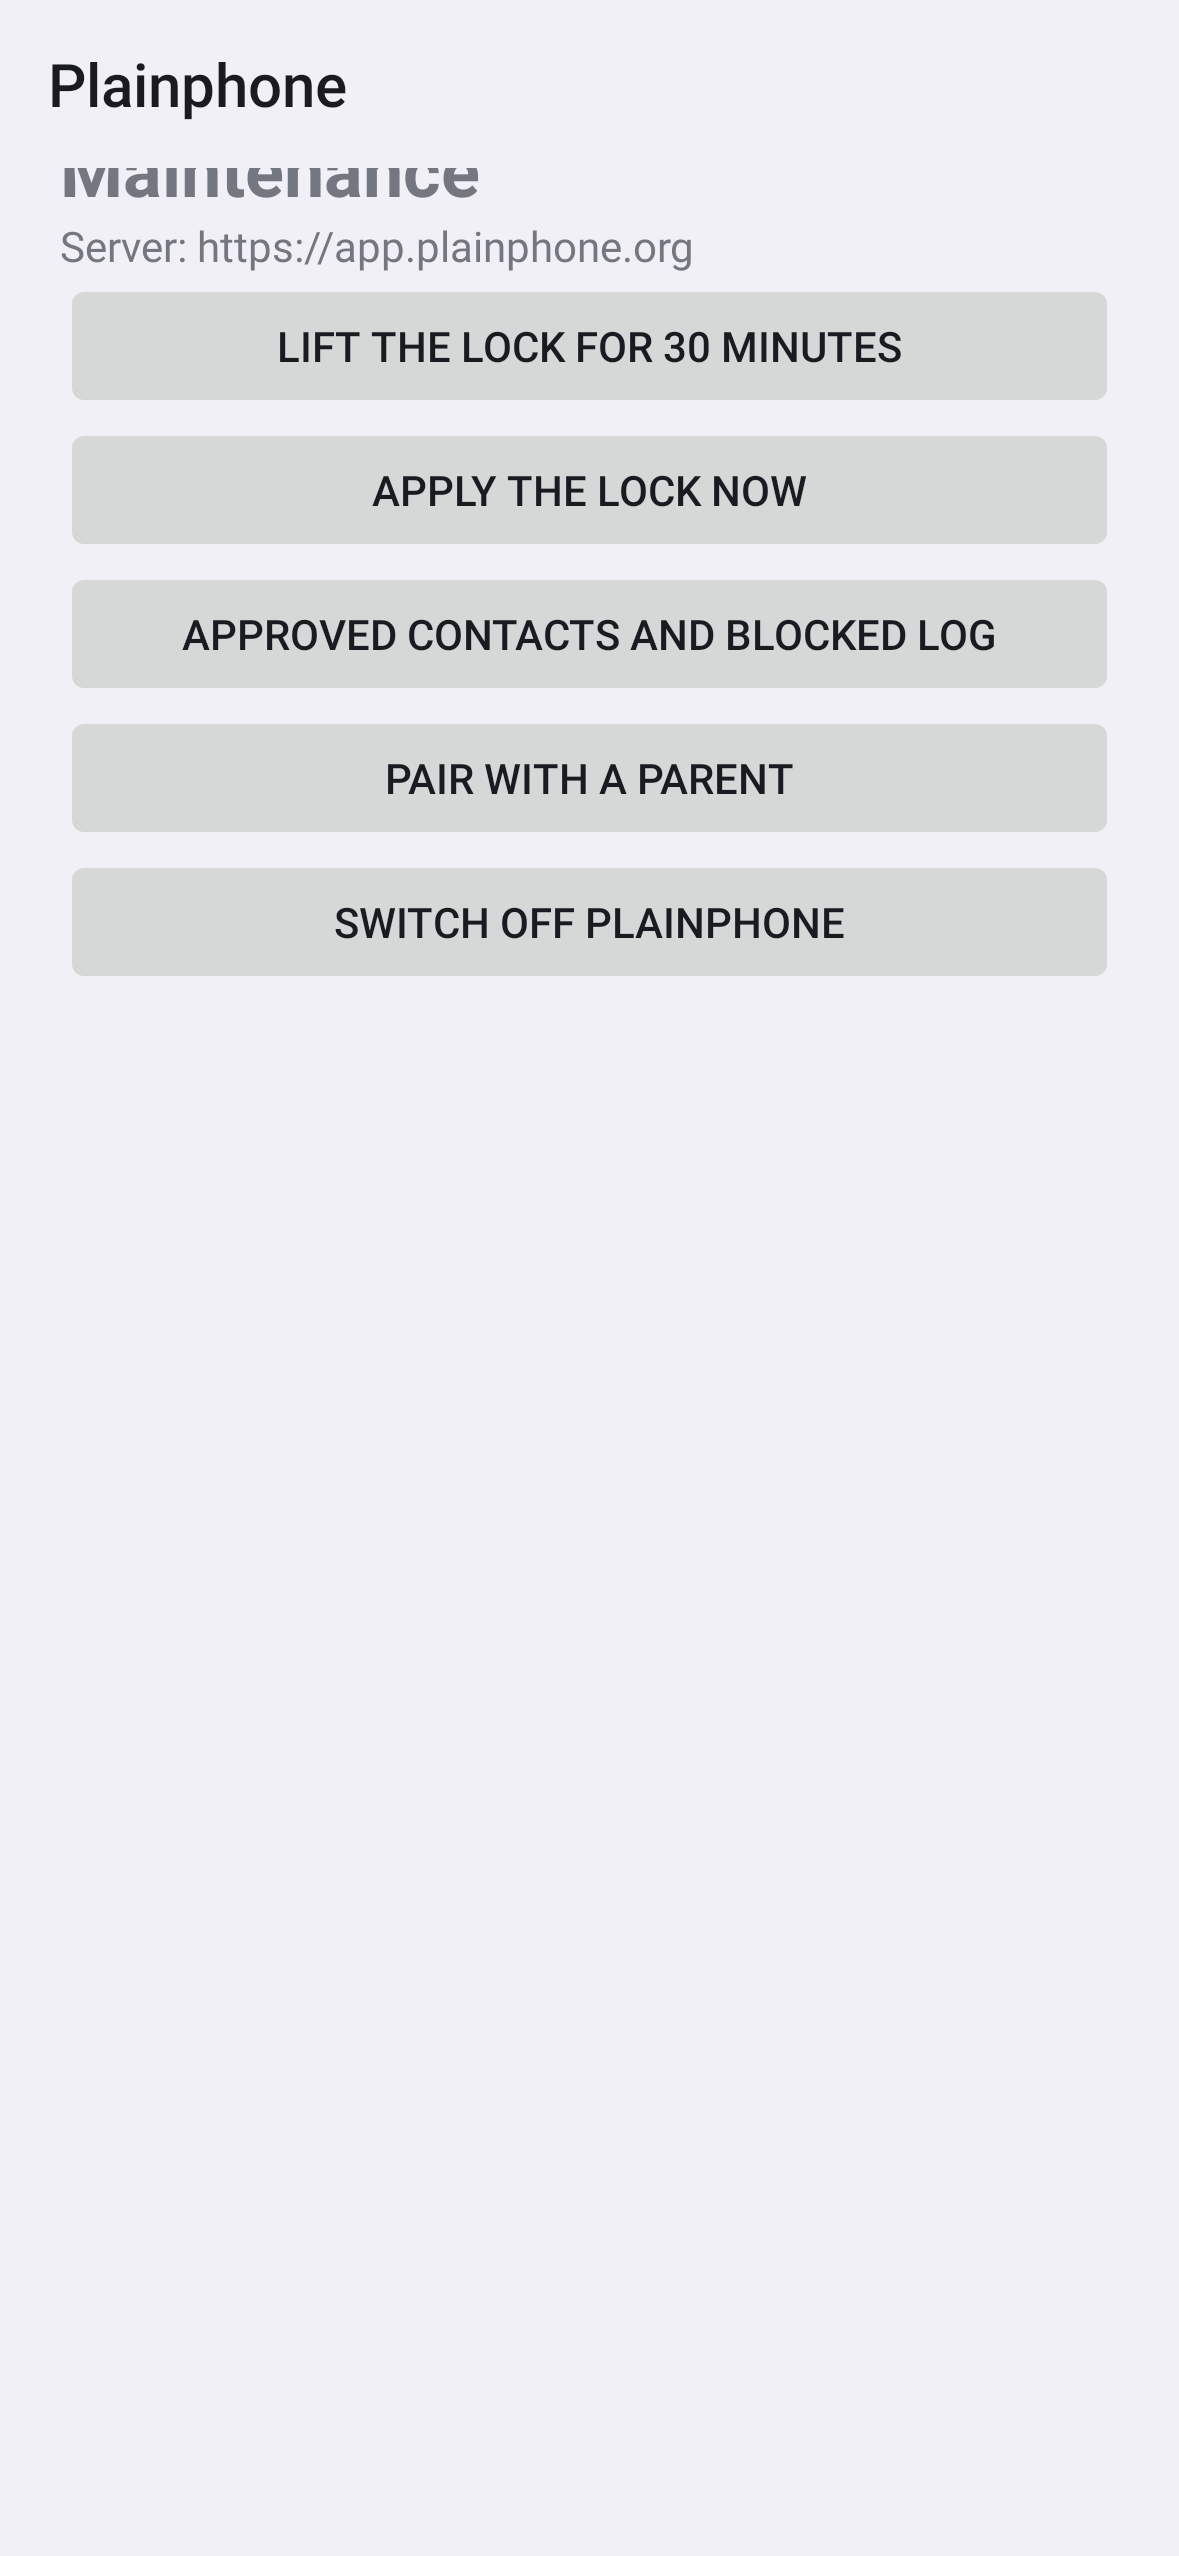 Plainphone
Maintenance
Server: https://app.plainphone.org
LIFT THE LOCK FOR 30 MINUTES
APPLY THE LOCK NOW
APPROVED CONTACTS AND BLOCKED LOG
PAIR WITH A PARENT
SWITCH OFF PLAINPHONE